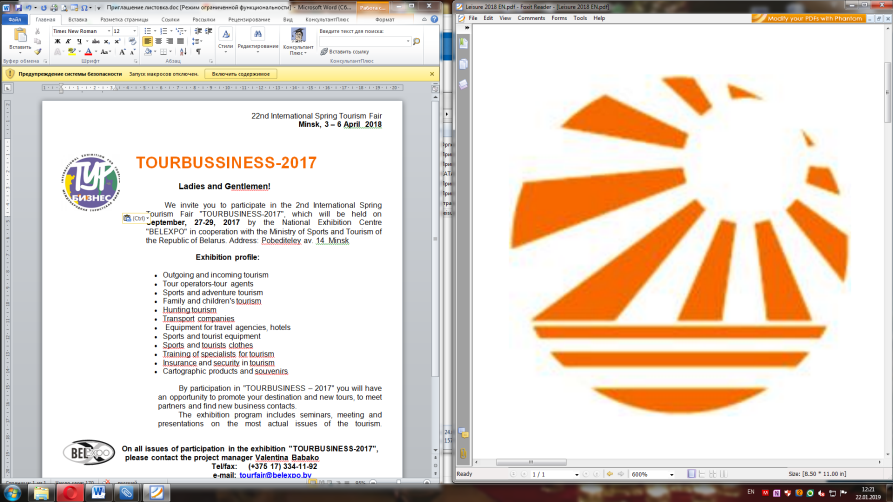 Приглашение листовка.doc [Режим ограниченной функциональности] - Microsoft Word
Файл Главная Вставка Разметка страницы Ссылки Рассылки Рецензирование Вид КонсультантПлюс Формат
Вставить
Times New Roman 12
Стили
Редактирование
Консультант Плюс
Введите текст для поиска:
Вставить ссылку
Буфер обмена Шрифт Абзац КонсультантПлюс
Предупреждение системы безопасности Запуск макросов отключен. Включить содержимое
22nd International Spring Tourism Fair
Minsk, 3 – 6 April 2018
TOURBUSSINESS-2017
ТУР
БИЗНЕС
Ladies and Gentlemen!
We invite you to participate in the 2nd International Spring
Tourism Fair "TOURBUSINESS-2017", which will be held on
September, 27-29, 2017 by the National Exhibition Centre
"BELEXPO" in cooperation with the Ministry of Sports and Tourism of
the Republic of Belarus. Address: Pobediteley av. 14 Minsk
(Ctrl)
Exhibition profile:
Outgoing and incoming tourism
Tour operators-tour agents
Sports and adventure tourism
Family and children's tourism
Hunting tourism
Transport companies
Equipment for travel agencies, hotels
Sports and tourist equipment
Sports and tourists clothes
Training of specialists for tourism
Insurance and security in tourism
Cartographic products and souvenirs
By participation in "TOURBUSINESS – 2017" you will have
an opportunity to promote your destination and new tours, to meet
partners and find new business contacts.
The exhibition program includes seminars, meeting and
presentations on the most actual issues of the tourism.
BELEXPO
On all issues of participation in the exhibition "TOURBUSINESS-2017",
please contact the project manager Valentina Babako
Tel/fax: (+375 17) 334-11-92
e-mail: tourfair@belexpo.by
Leisure 2018 EN.pdf - Foxit Reader - [Leisure 2018 EN.pdf]
File Edit View Comments Forms Tools Help
Modify your PDFs with Phantom
1 / 1 600% Size: [8.50 * 11.00 in]
EN 12:21
22.01.2019